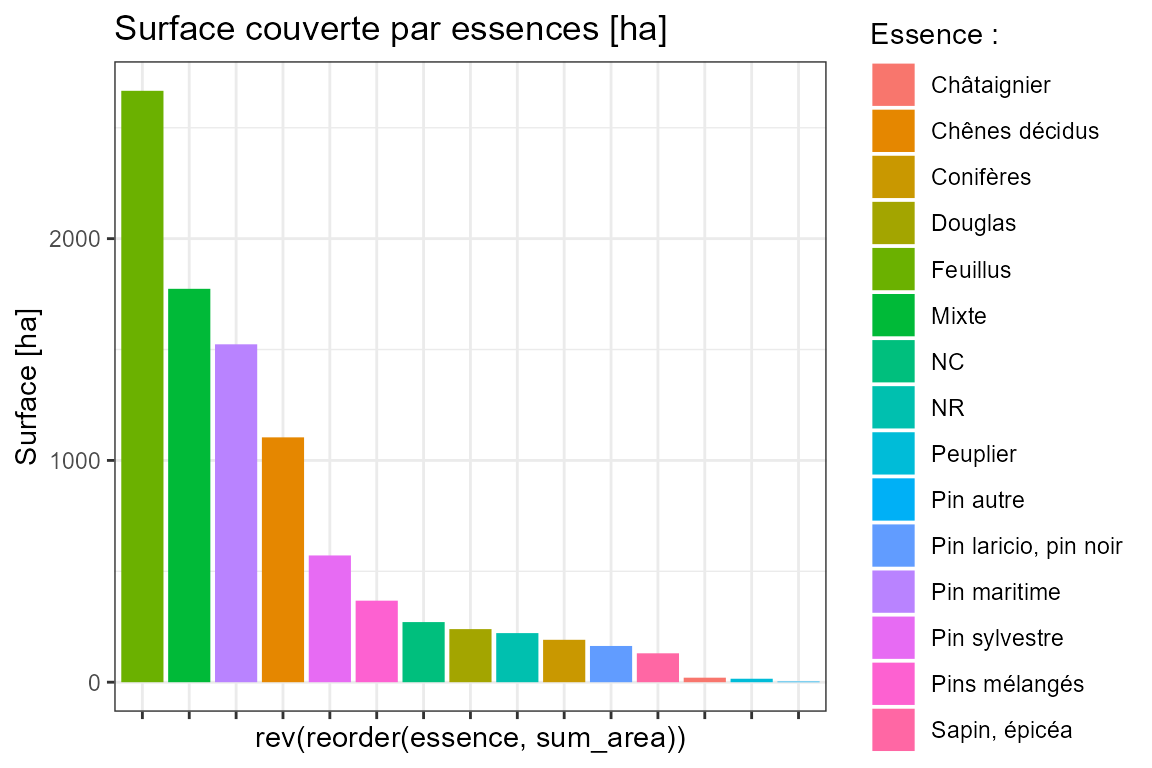 Surface couverte par essences [ha]
Surface [ha]
2000
1000
0
rev(reorder(essence, sum_area))
Essence :
Châtaignier
Chênes décidus
Conifères
Douglas
Feuillus
Mixte
NC
NR
Peuplier
Pin autre
Pin laricio, pin noir
Pin maritime
Pin sylvestre
Pins mélangés
Sapin, épicéa